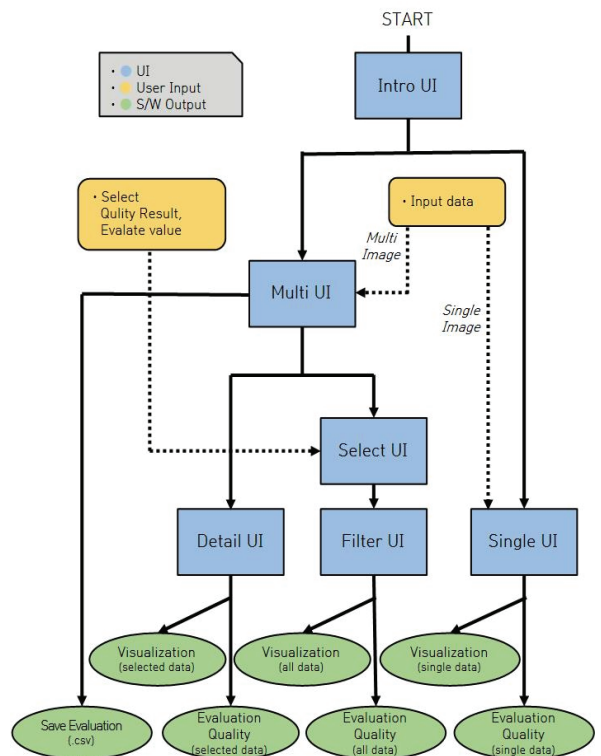 START
• UI
• User Input
• S/W Output
Intro UI
• Select
Qulity Result,
Evalate value
• Input data
Multi
Image
Multi UI
Single
Image
Select UI
Detail UI
Filter UI
Single UI
Visualization
(selected data)
Visualization
(all data)
Visualization
(single data)
Save Evaluation
(.csv)
Evaluation
Quality
(selected data)
Evaluation
Quality
(all data)
Evaluation
Quality
(single data)